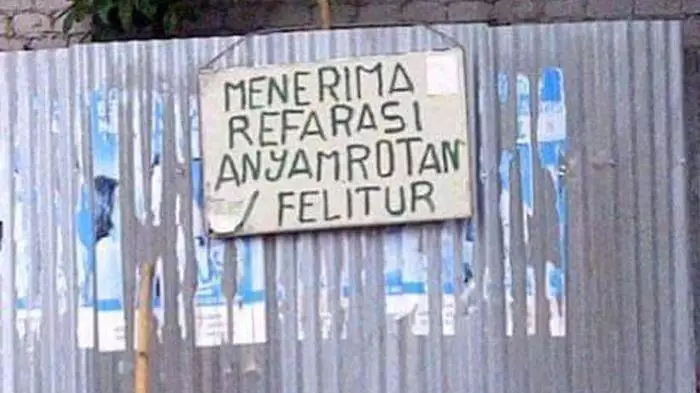 MENERIMA
REFARASI
ANYAMROTAN
/ FELITUR